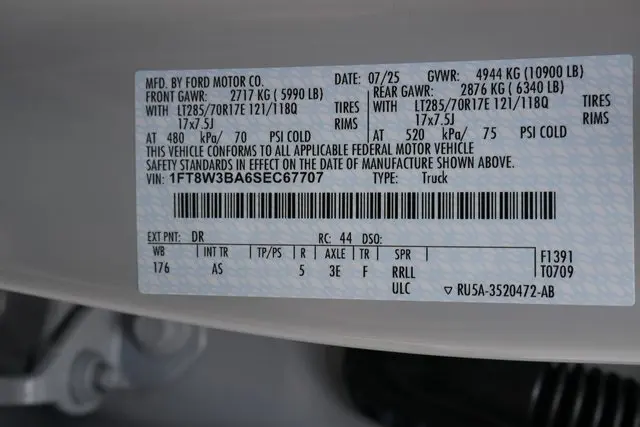 MFD. BY FORD MOTOR CO. DATE: 07/25 GVWR: 4944 KG (10900 LB)
FRONT GAWR: 2717 KG ( 5990 LB) REAR GAWR: 2876 KG ( 6340 LB)
WITH LT285/70R17E 121/118Q TIRES WITH LT285/70R17E 121/118Q TIRES
17x7.5J RIMS 17x7.5J RIMS
AT 480 kPa/ 70 PSI COLD AT 520 kPa/ 75 PSI COLD
THIS VEHICLE CONFORMS TO ALL APPLICABLE FEDERAL MOTOR VEHICLE
SAFETY STANDARDS IN EFFECT ON THE DATE OF MANUFACTURE SHOWN ABOVE.
VIN: 1FT8W3BA6SEC67707 TYPE: Truck
EXT PNT: DR RC: 44 DSO:
WB INT TR TP/PS R AXLE TR SPR F1391
176 AS 5 3E F RRLL T0709
ULC ▽ RU5A-3520472-AB